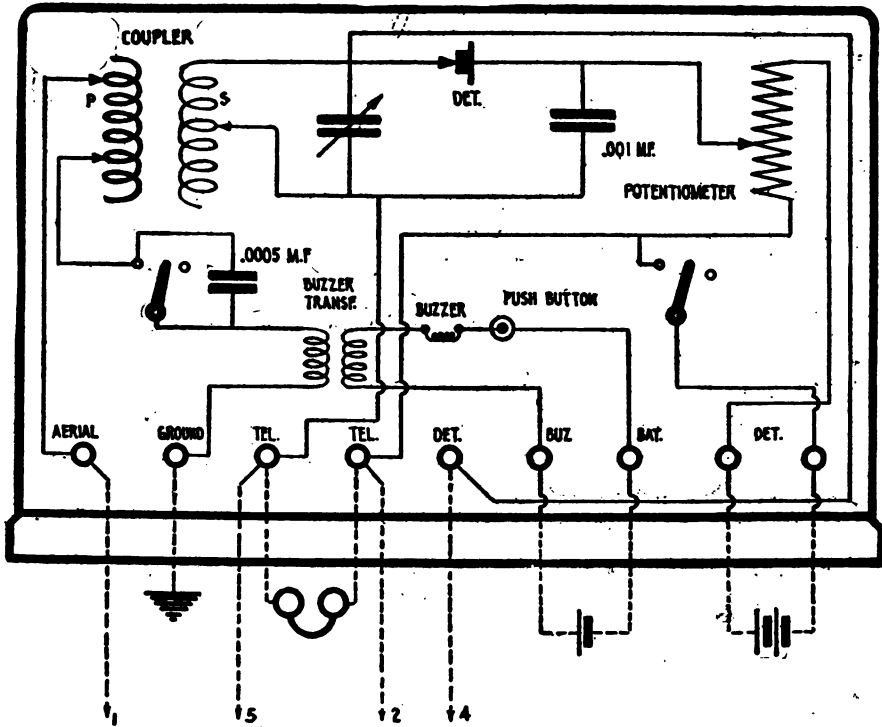 COUPLER
P
S
DET.
.001 M.F.
POTENTIOMETER
.0005 M.F
BUZZER
TRANSF.
BUZZER
PUSH BUTTON
AERIAL
GROUND
TEL.
TEL.
DET.
BUZ
BAT.
DET.
1
5
2
4